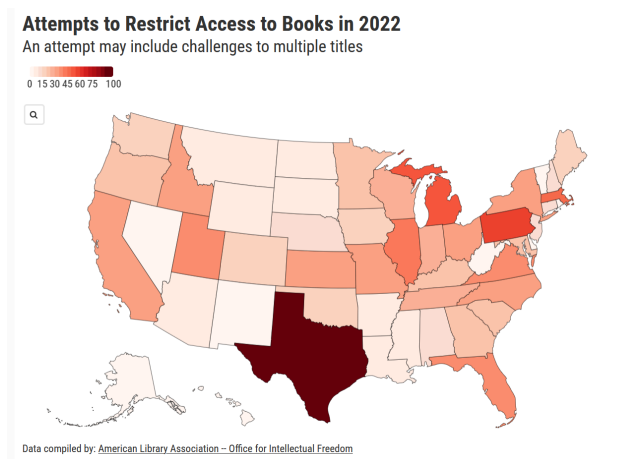 Attempts to Restrict Access to Books in 2022
An attempt may include challenges to multiple titles
0 15 30 45 60 75 100
Data compiled by: American Library Association – Office for Intellectual Freedom